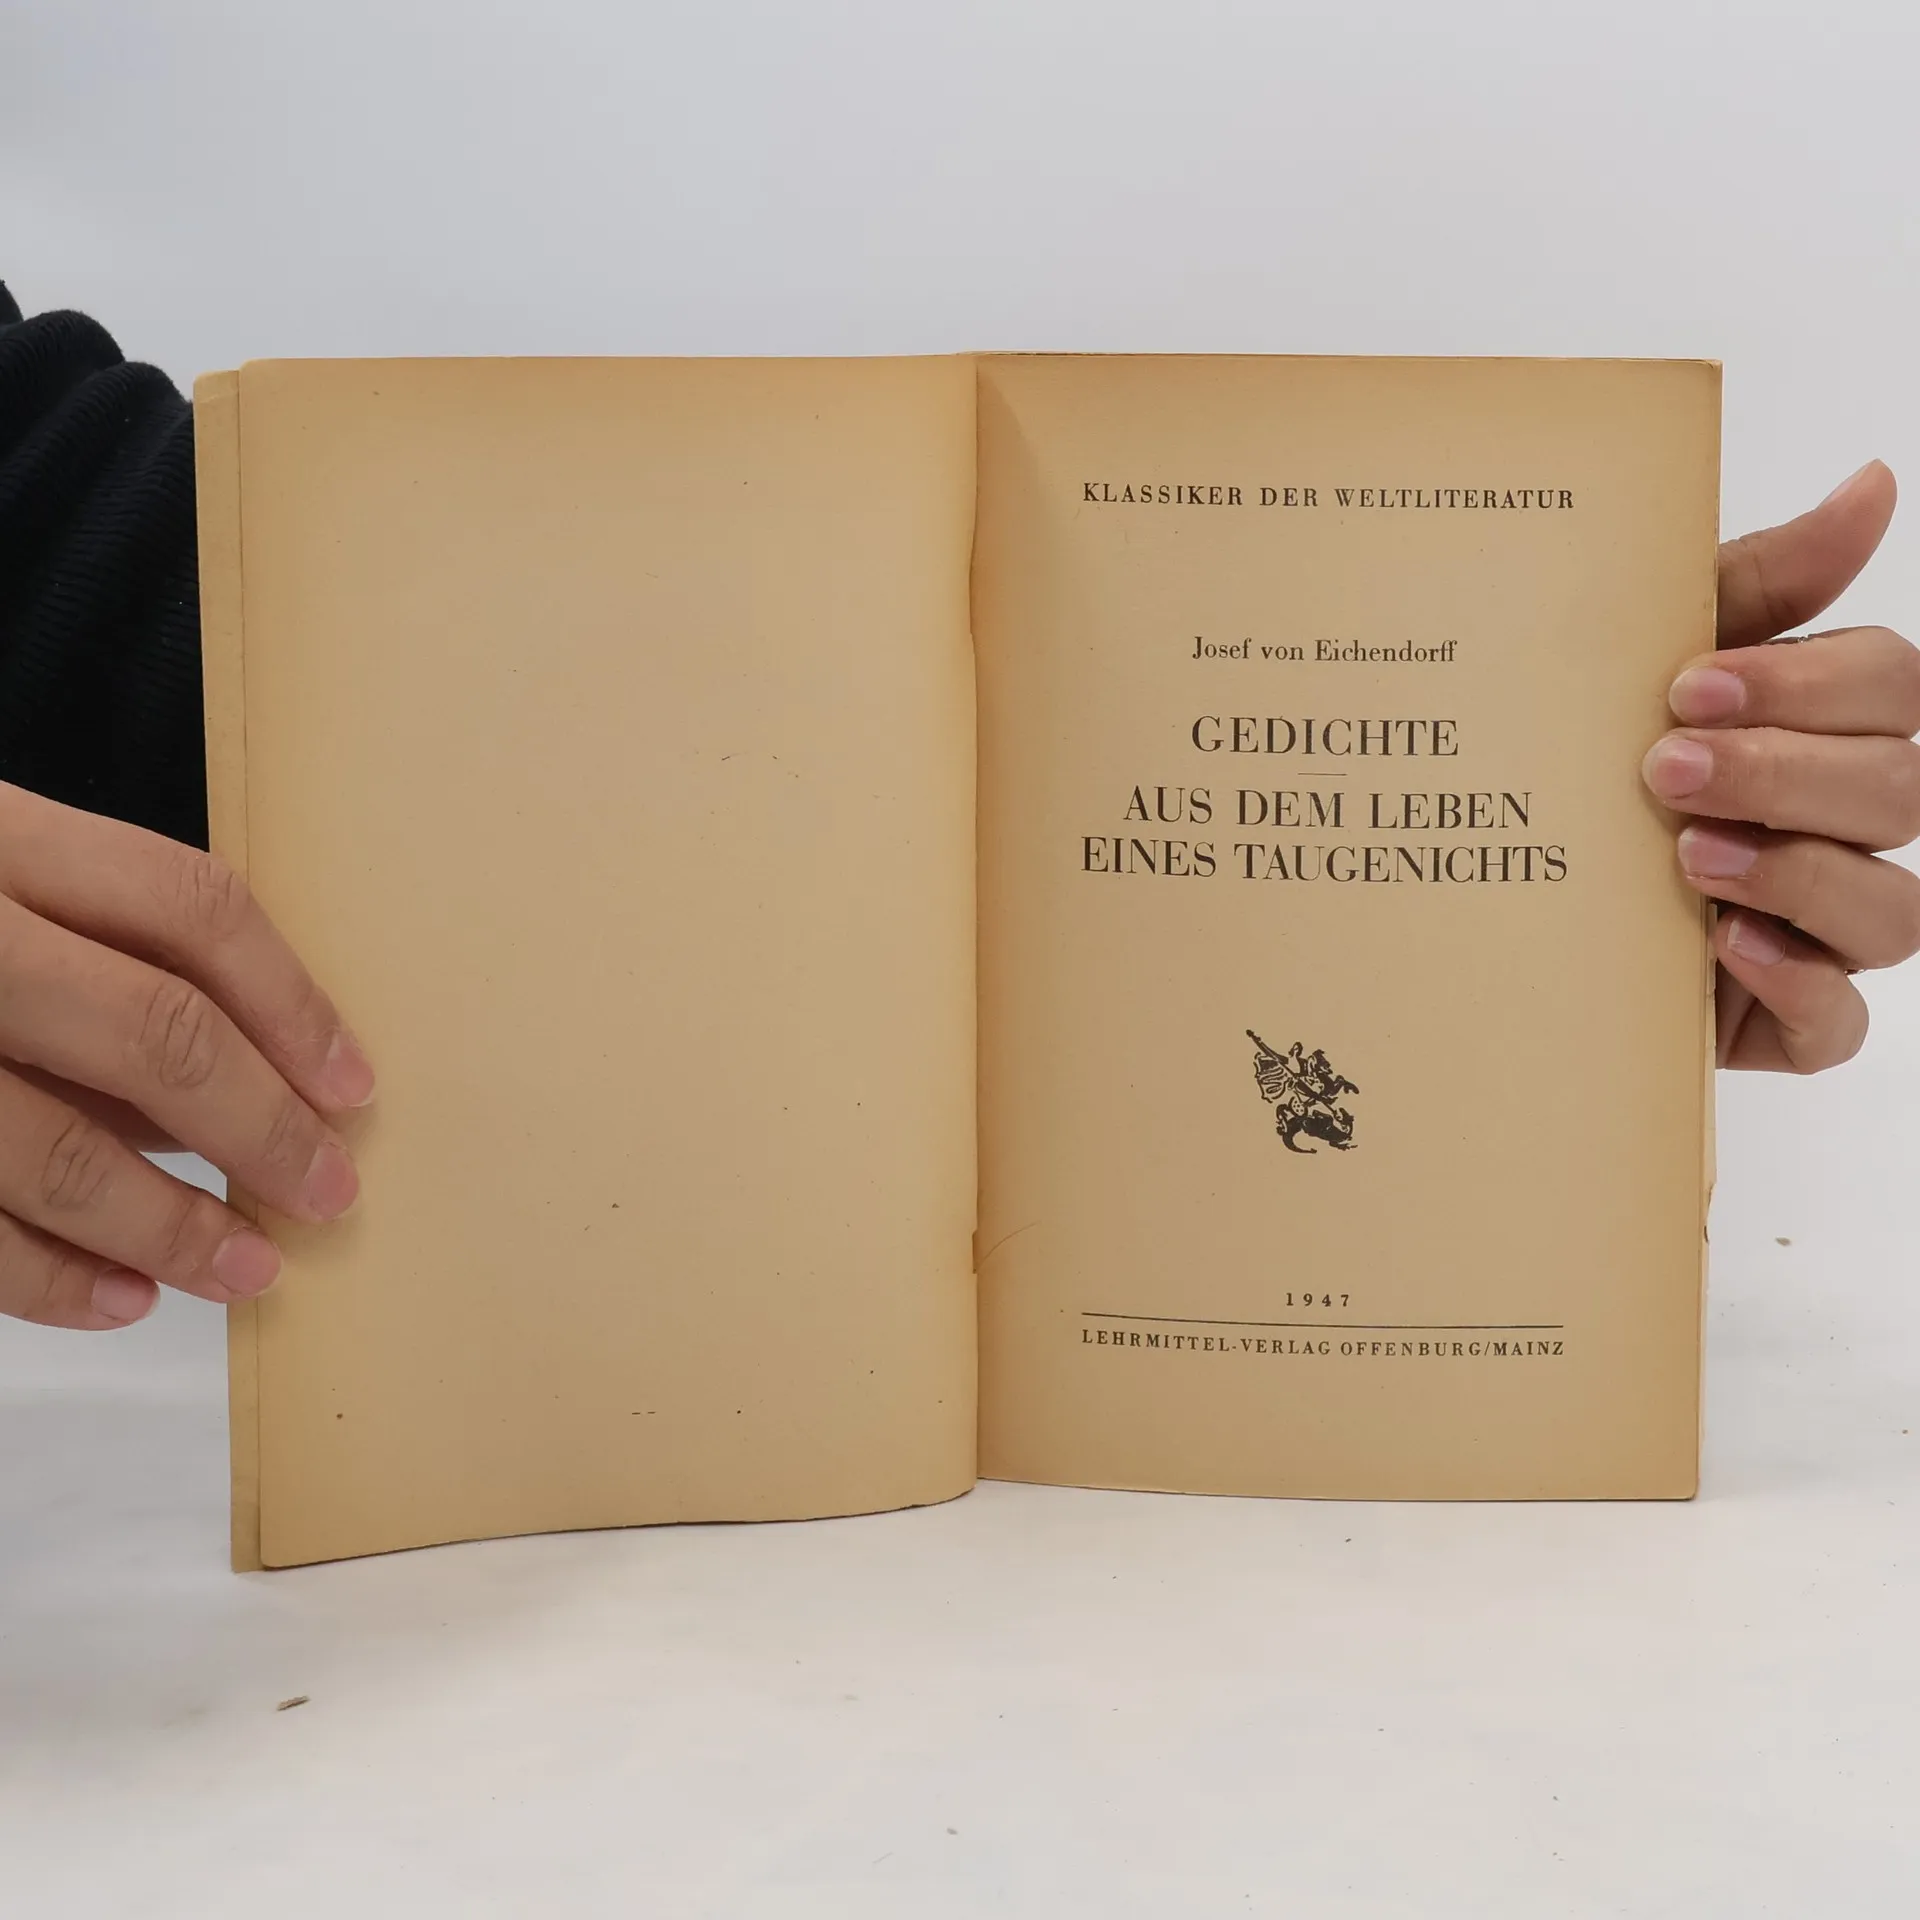 KLASSIKER DER WELTLITERATUR
Josef von Eichendorff
GEDICHTE
AUS DEM LEBEN
EINES TAUGENICHTS
1947
LEHRMITTEL-VERLAG OFFENBURG/MAINZ